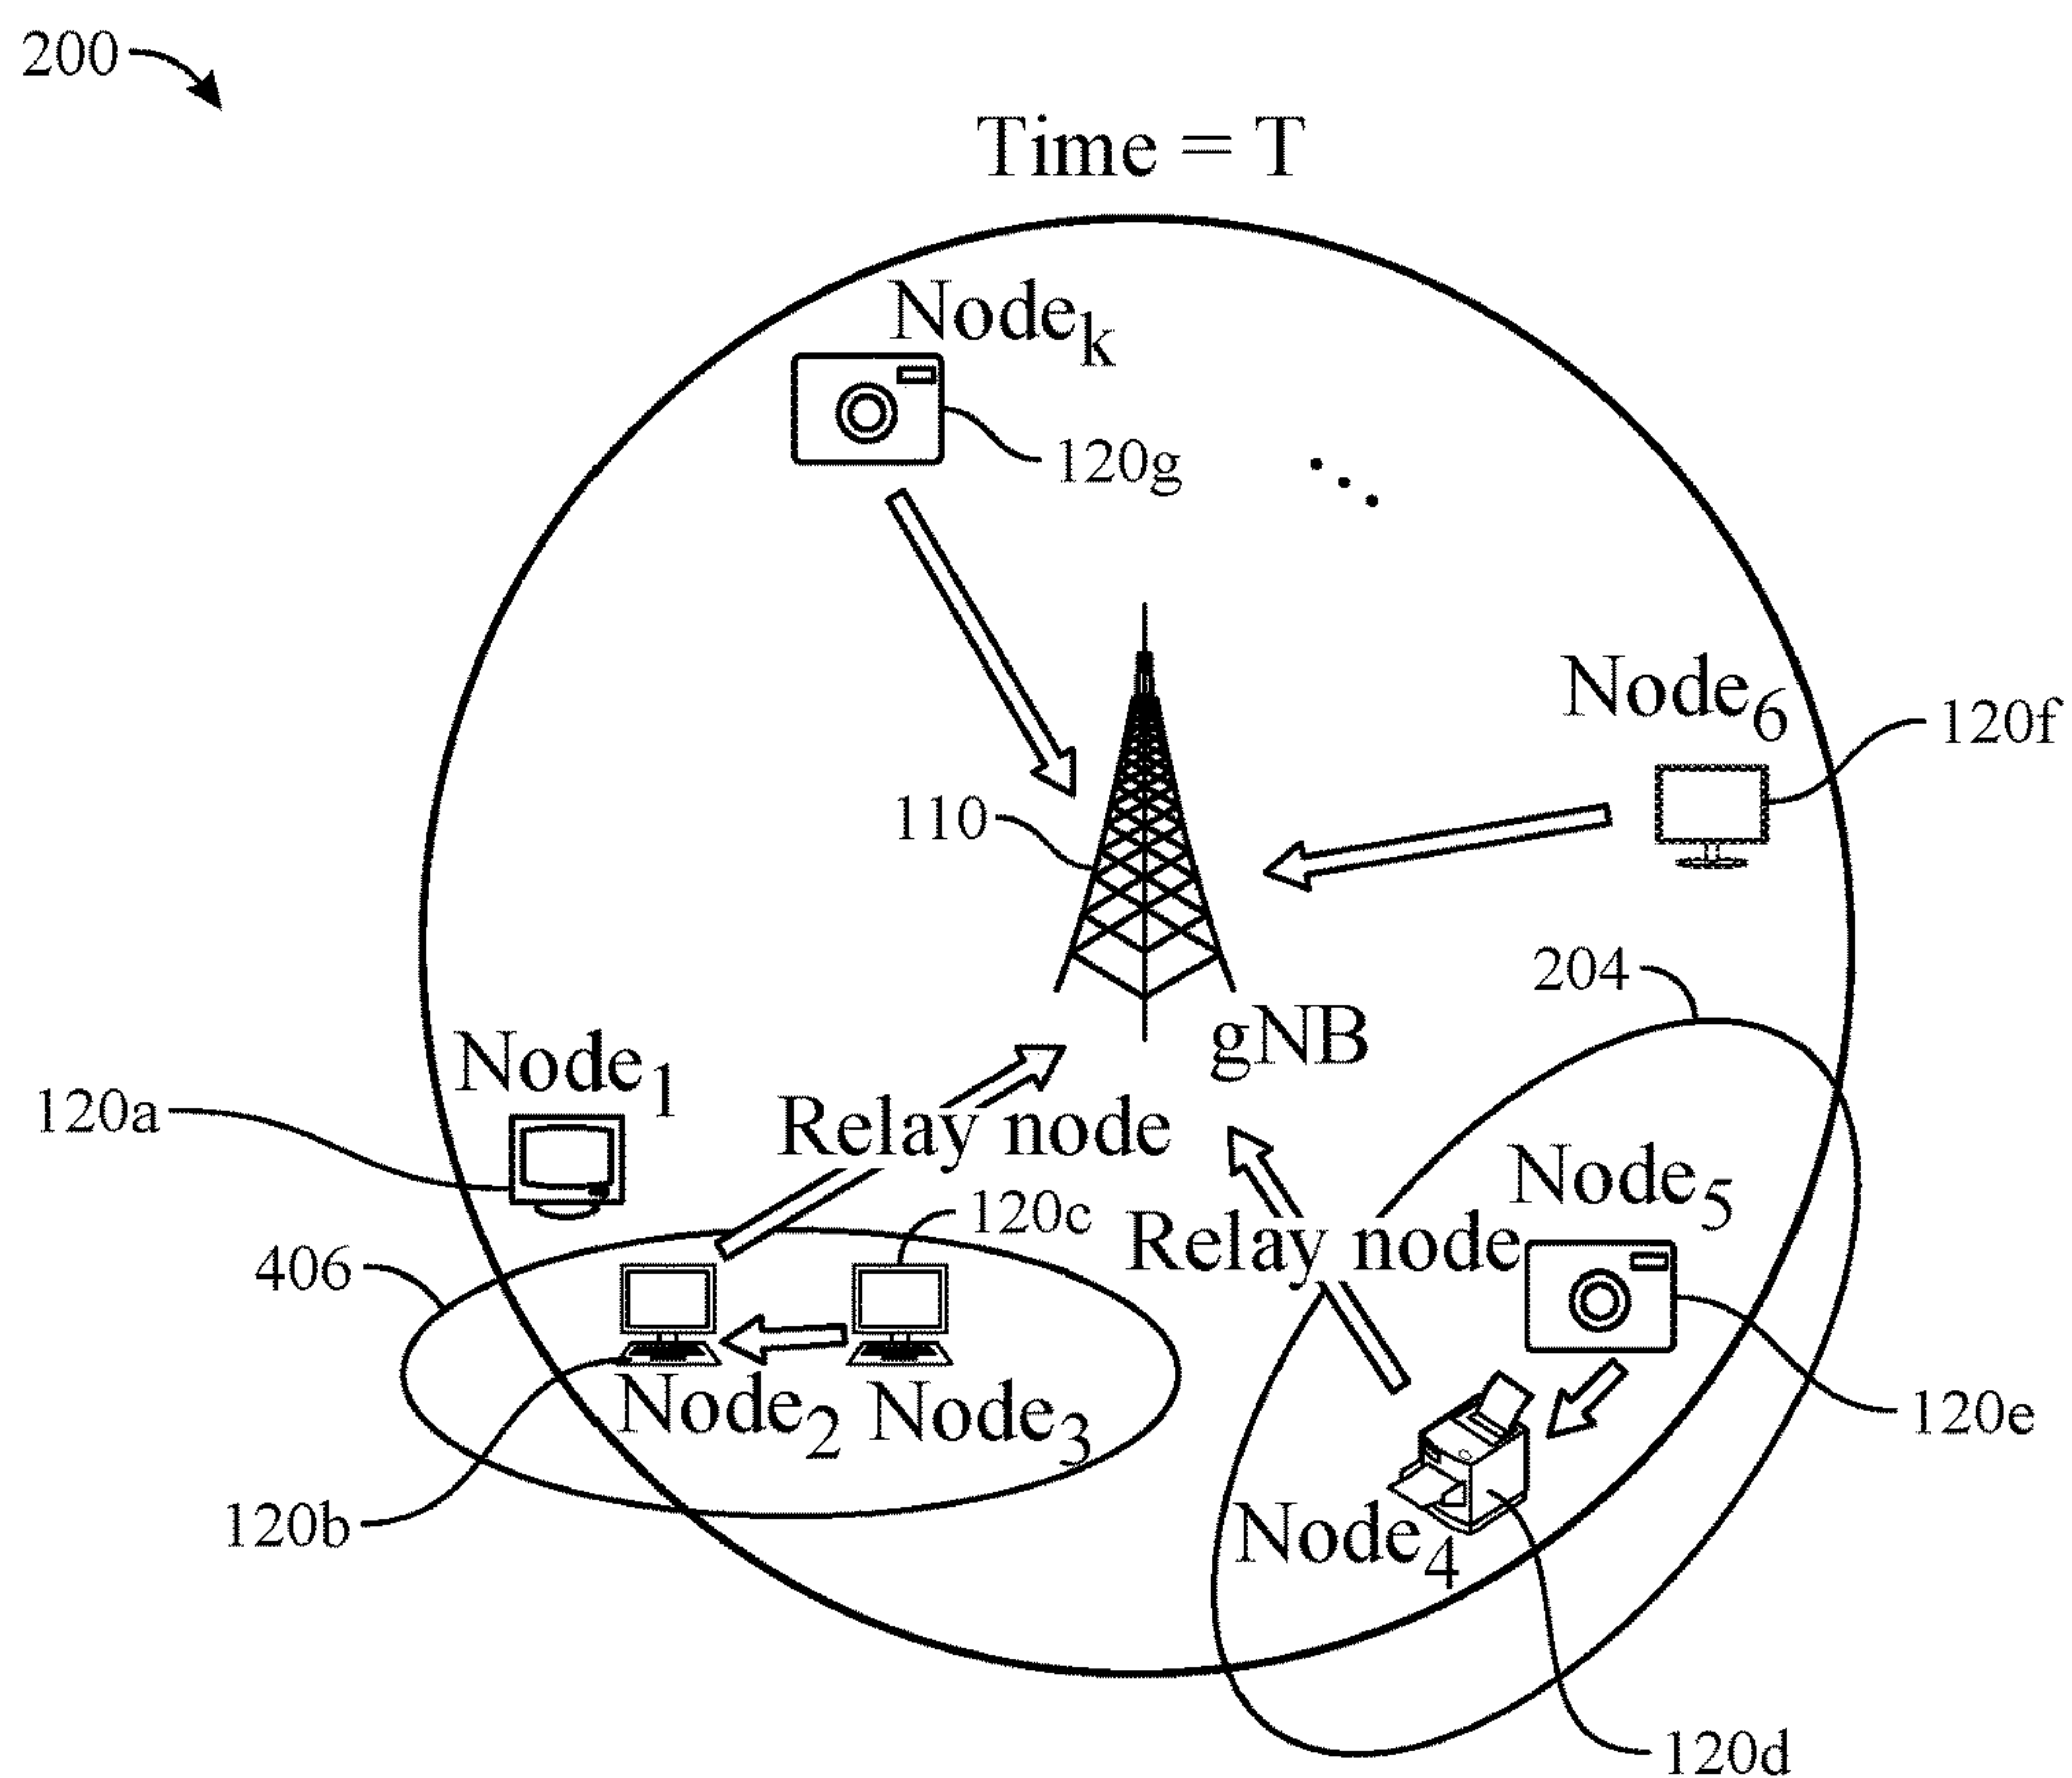 200
Time = T
Nodek
120g
Node6
120f
110
204
gNB
Node1
120a
Relay node
Node5
120c
Relay node
406
Node2
Node3
120e
120b
Node4
120d